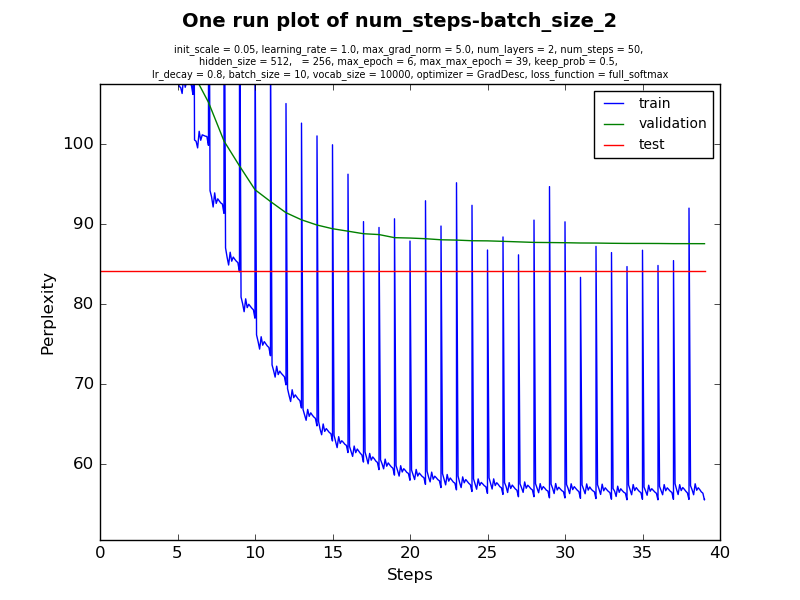 One run plot of num_steps-batch_size_2
init_scale = 0.05, learning_rate = 1.0, max_grad_norm = 5.0, num_layers = 2, num_steps = 50,
hidden_size = 512,   = 256, max_epoch = 6, max_max_epoch = 39, keep_prob = 0.5,
lr_decay = 0.8, batch_size = 10, vocab_size = 10000, optimizer = GradDesc, loss_function = full_softmax
train
validation
test
100
90
80
70
60
Perplexity
0 5 10 15 20 25 30 35 40
Steps